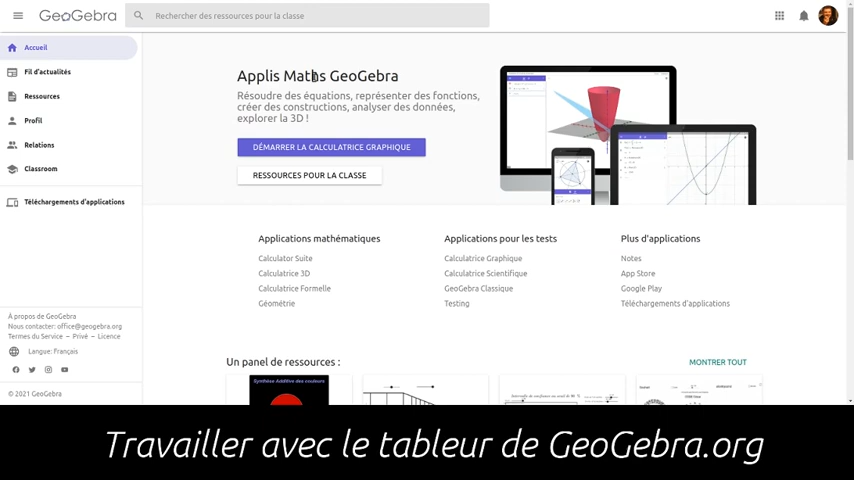 GeoGebra
Rechercher des ressources pour la classe
Accueil
Fil d'actualités
Ressources
Profil
Relations
Classroom
Téléchargements d'applications
À propos de GeoGebra
Nous contacter: office@geogebra.org
Termes du Service – Privé – Licence
Langue: Français
© 2021 GeoGebra
Applis Maths GeoGebra
Résoudre des équations, représenter des fonctions,
créer des constructions, analyser des données,
explorer la 3D !
DÉMARRER LA CALCULATRICE GRAPHIQUE
RESSOURCES POUR LA CLASSE
Applications mathématiques
Calculator Suite
Calculatrice 3D
Calculatrice Formelle
Géométrie
Applications pour les tests
Calculatrice Graphique
Calculatrice Scientifique
GeoGebra Classique
Testing
Plus d'applications
Notes
App Store
Google Play
Téléchargements d'applications
Un panel de ressources :
MONTRER TOUT
Synthèse Additive des couleurs
Travailler avec le tableur de GeoGebra.org